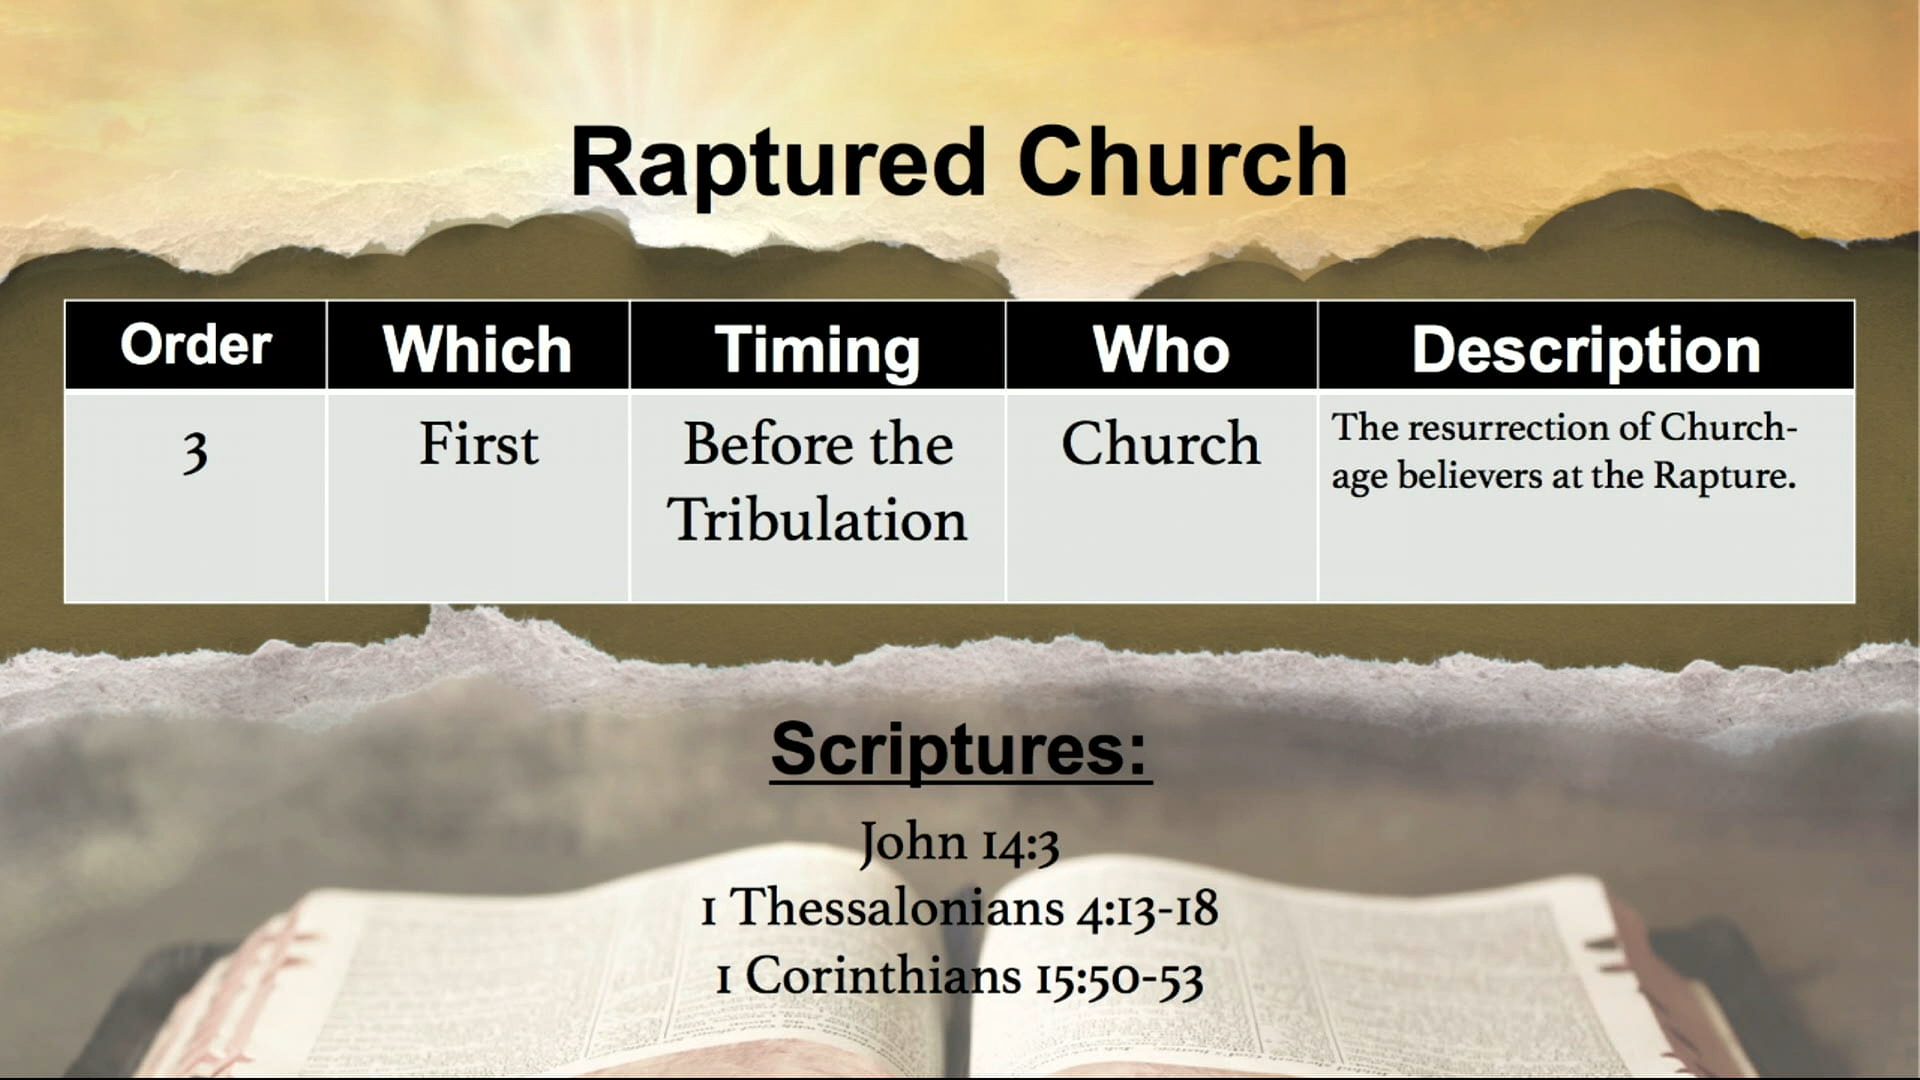 Raptured Church
Order Which Timing Who Description
3 First Before the Tribulation Church The resurrection of Church-
age believers at the Rapture.
Scriptures:
John 14:3
1 Thessalonians 4:13-18
1 Corinthians 15:50-53